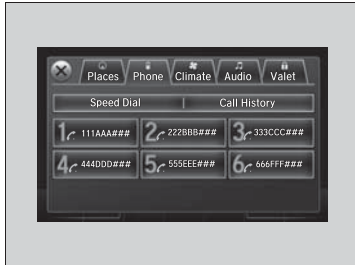 Places Phone Climate Audio Valet
Speed Dial Call History
1 111AAA### 2 222BBB### 3 333CCC###
4 444DDD### 5 555EEE### 6 666FFF###